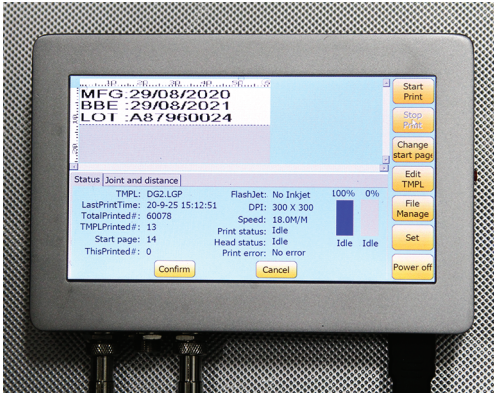 MFG:29/08/2020
BBE :29/08/2021
LOT :A87960024
Start Print
Stop Print
Change start page
Edit TMPL
File Manage
Set
Power off
Status Joint and distance
TMPL: DG2.LGP
LastPrintTime: 20-9-25 15:12:51
TotalPrinted#: 60078
TMPLPrinted#: 13
Start page: 14
ThisPrinted#: 0
FlashJet: No Inkjet
DPI: 300 X 300
Speed: 18.0M/M
Print status: Idle
Head status: Idle
Print error: No error
100% 0%
Idle Idle
Confirm Cancel